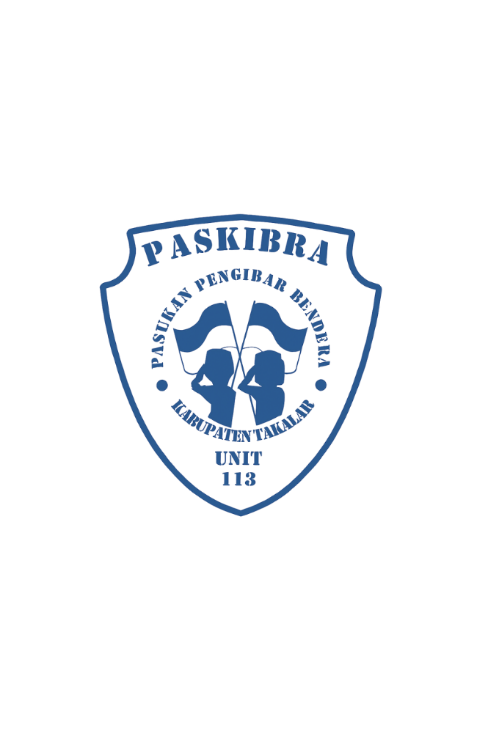 PASKIBRA
PASUKAN PENGIBAR BENDERA
KABUPATEN TAKALAR
UNIT
113